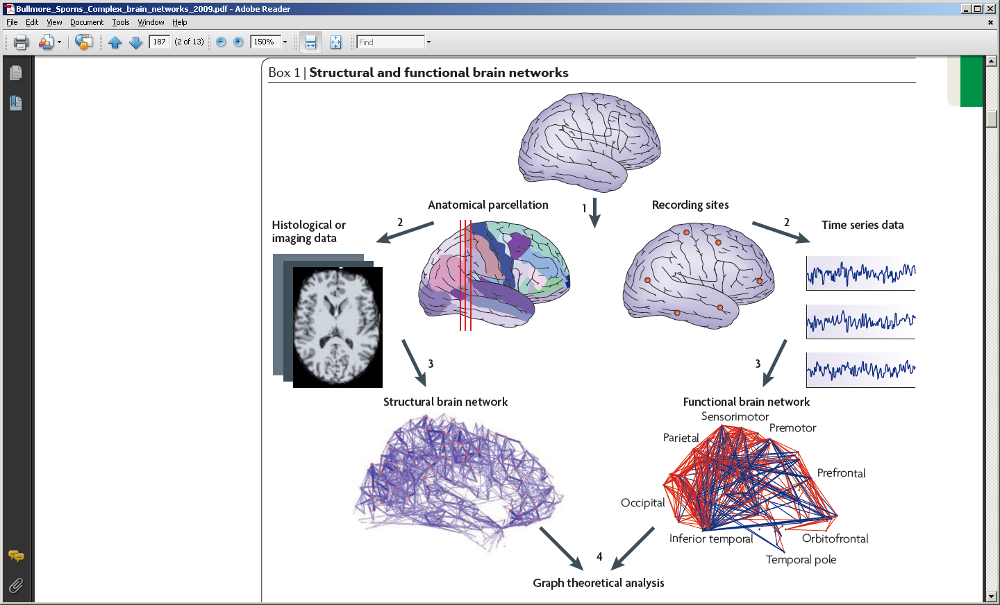 Bullmore_Sporns_Complex_brain_networks_2009.pdf - Adobe Reader
File Edit View Document Tools Window Help
187 (2 of 13) 150% Find
Box 1 | Structural and functional brain networks
1
Anatomical parcellation
Recording sites
2
2
Histological or
imaging data
Time series data
3
3
Structural brain network
Functional brain network
Sensorimotor
Premotor
Parietal
Prefrontal
Occipital
Inferior temporal
Orbitofrontal
Temporal pole
4
Graph theoretical analysis